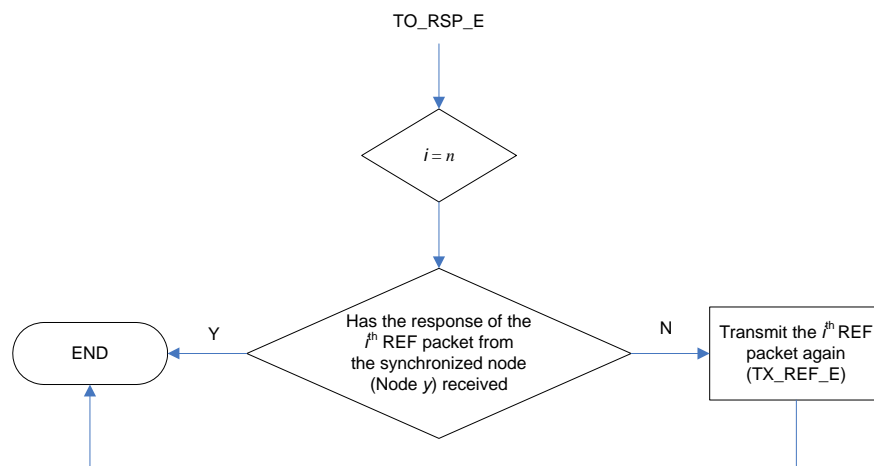 TO_RSP_E
i = n
Has the response of the
ith REF packet from
the synchronized node
(Node y) received
Y
N
END
Transmit the ith REF
packet again
(TX_REF_E)